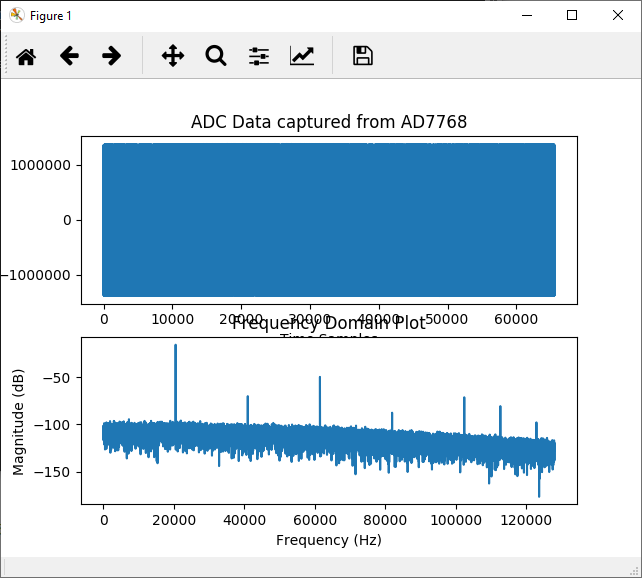 Figure 1
ADC Data captured from AD7768
1000000
0
−1000000
0 10000 20000 30000 40000 50000 60000
Time Samples
Frequency Domain Plot
Magnitude (dB)
−50
−100
−150
0 20000 40000 60000 80000 100000 120000
Frequency (Hz)